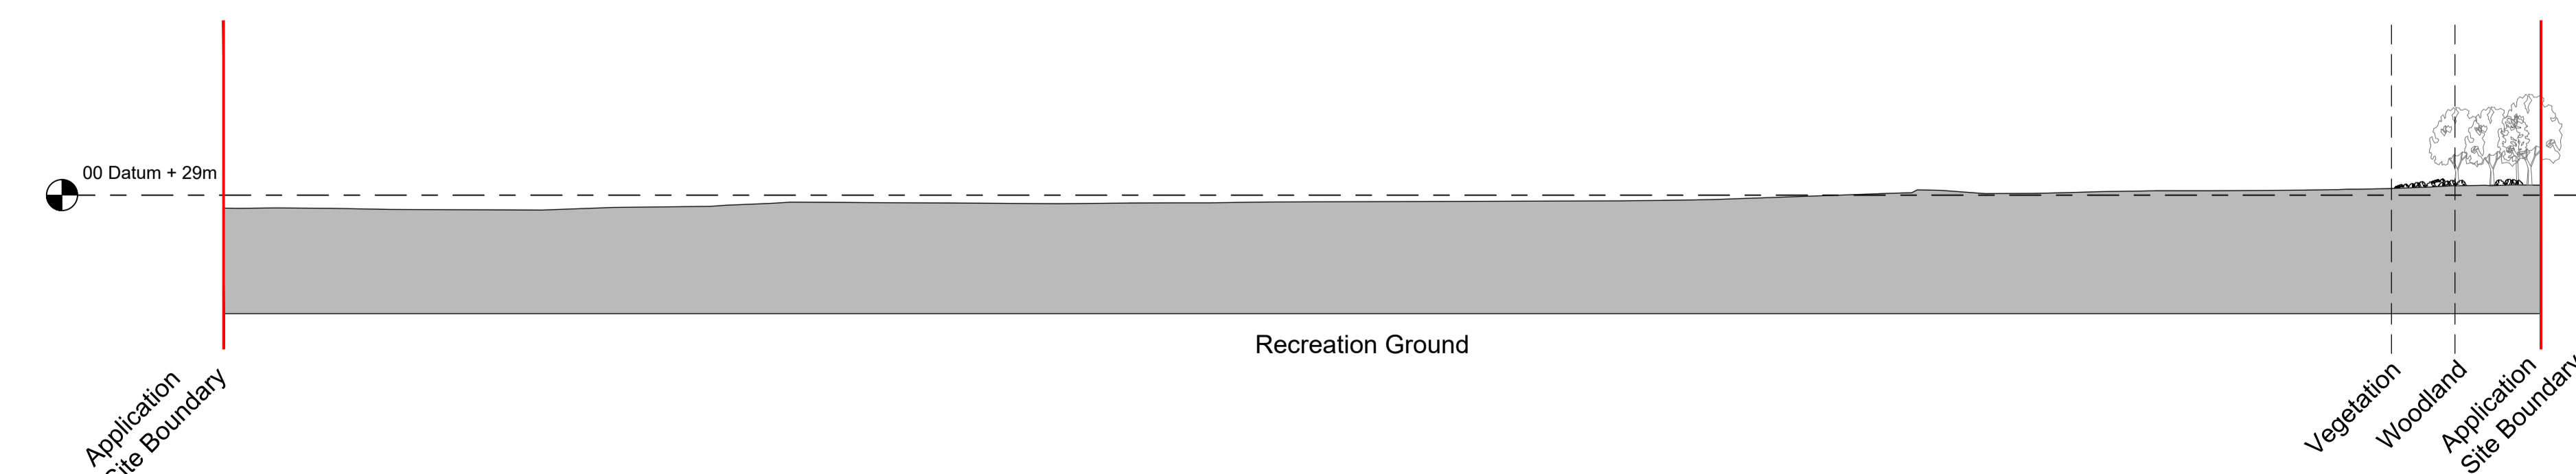 00 Datum + 29m
Recreation Ground
Application
Site Boundary
Vegetation
Woodland
Application
Site Boundary